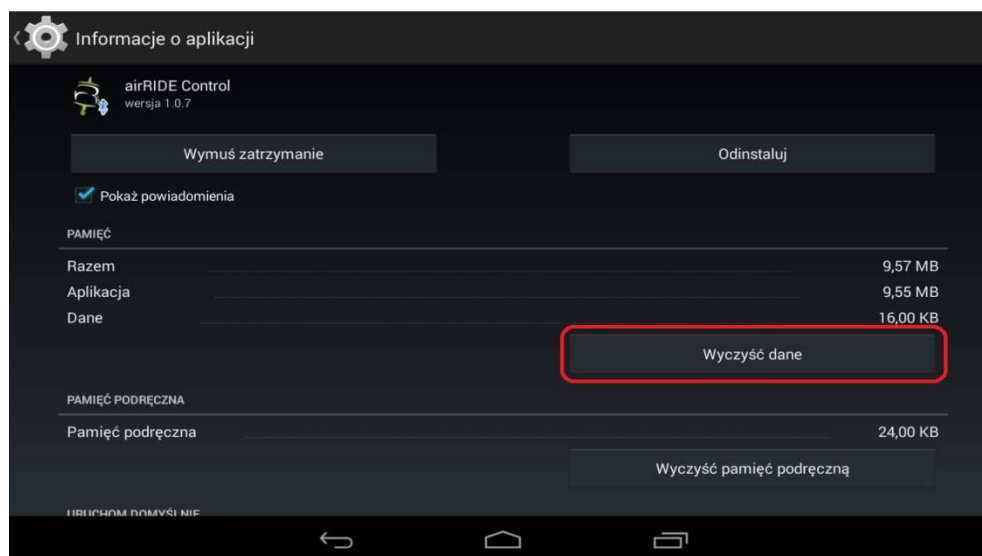 Informacje o aplikacji
airRIDE Control
wersja 1.0.7
Wymuś zatrzymanie
Odinstaluj
Pokaż powiadomienia
PAMIĘĆ
Razem 9,57 MB
Aplikacja 9,55 MB
Dane 16,00 KB
Wyczyść dane
PAMIĘĆ PODRĘCZNA
Pamięć podręczna 24,00 KB
Wyczyść pamięć podręczną
URUCHOM DOMYŚLNIE